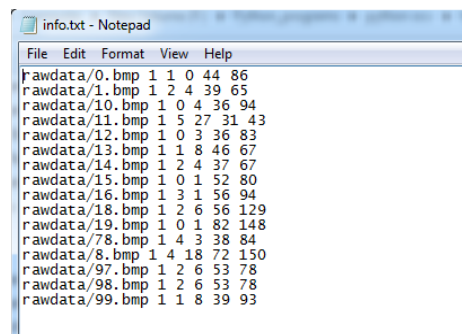 info.txt - Notepad
File Edit Format View Help
rawdata/0.bmp 1 1 0 44 86
rawdata/1.bmp 1 2 4 39 65
rawdata/10.bmp 1 0 4 36 94
rawdata/11.bmp 1 5 27 31 43
rawdata/12.bmp 1 0 3 36 83
rawdata/13.bmp 1 1 8 46 67
rawdata/14.bmp 1 2 4 37 67
rawdata/15.bmp 1 0 1 52 80
rawdata/16.bmp 1 3 1 56 94
rawdata/18.bmp 1 2 6 56 129
rawdata/19.bmp 1 0 1 82 148
rawdata/78.bmp 1 4 3 38 84
rawdata/8.bmp 1 4 18 72 150
rawdata/97.bmp 1 2 6 53 78
rawdata/98.bmp 1 2 6 53 78
rawdata/99.bmp 1 1 8 39 93